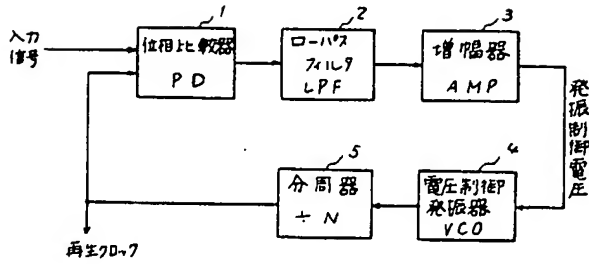 1
2
3
入力
信号
位相比較器
PD
ローパス
フィルタ
LPF
増幅器
AMP
発振制御電圧
5
4
分周器
÷N
電圧制御
発振器
VCO
再生クロック